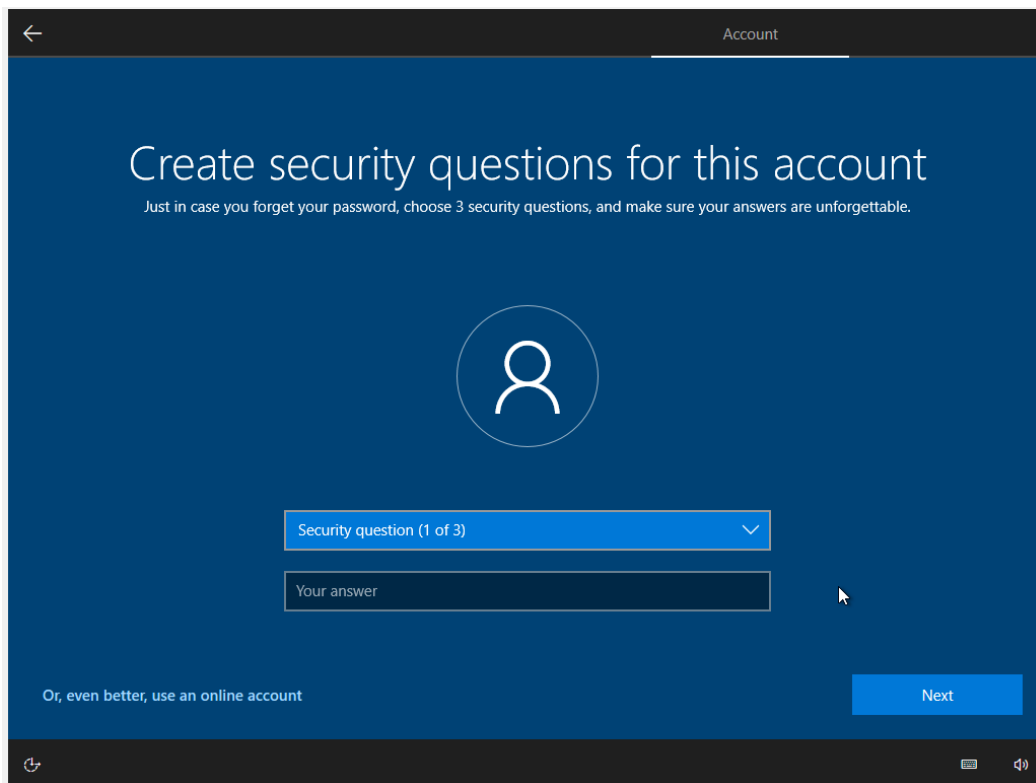 Account
Create security questions for this account
Just in case you forget your password, choose 3 security questions, and make sure your answers are unforgettable.
Security question (1 of 3)
Your answer
Or, even better, use an online account
Next